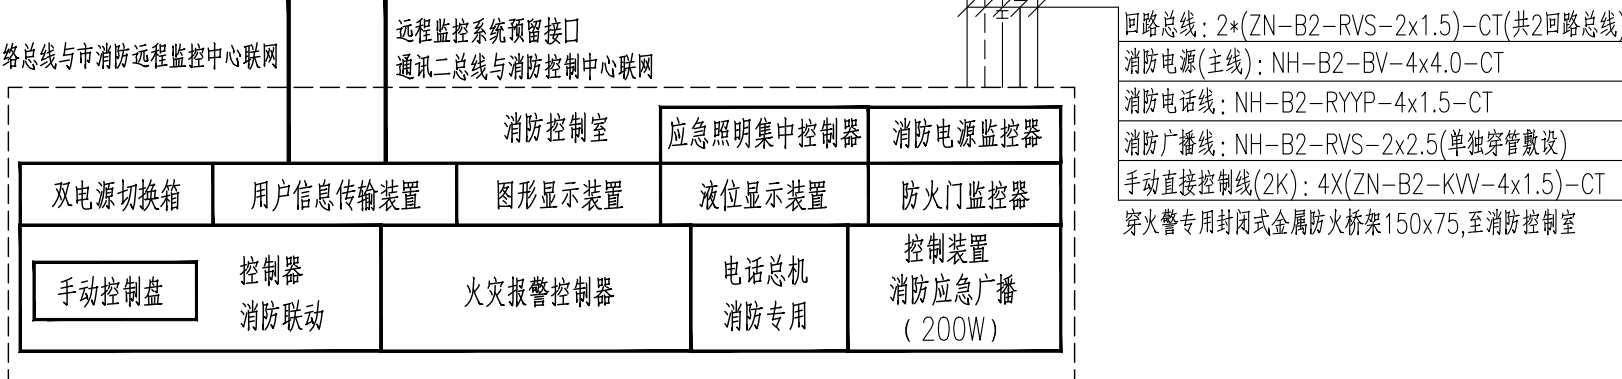 络总线与市消防远程监控中心联网
远程监控系统预留接口
通讯二总线与消防控制中心联网
回路总线: 2*(ZN-B2-RVS-2x1.5)-CT(共2回路总线)
消防电源(主线): NH-B2-BV-4x4.0-CT
消防电话线: NH-B2-RYYP-4x1.5-CT
消防广播线: NH-B2-RVS-2x2.5(单独穿管敷设)
手动直接控制线(2K): 4X(ZN-B2-KVV-4x1.5)-CT
穿火警专用封闭式金属防火桥架150x75,至消防控制室
消防控制室
应急照明集中控制器
消防电源监控器
双电源切换箱
用户信息传输装置
图形显示装置
液位显示装置
防火门监控器
手动控制盘
控制器
消防联动
火灾报警控制器
电话总机
消防专用
控制装置
消防应急广播
(200W)